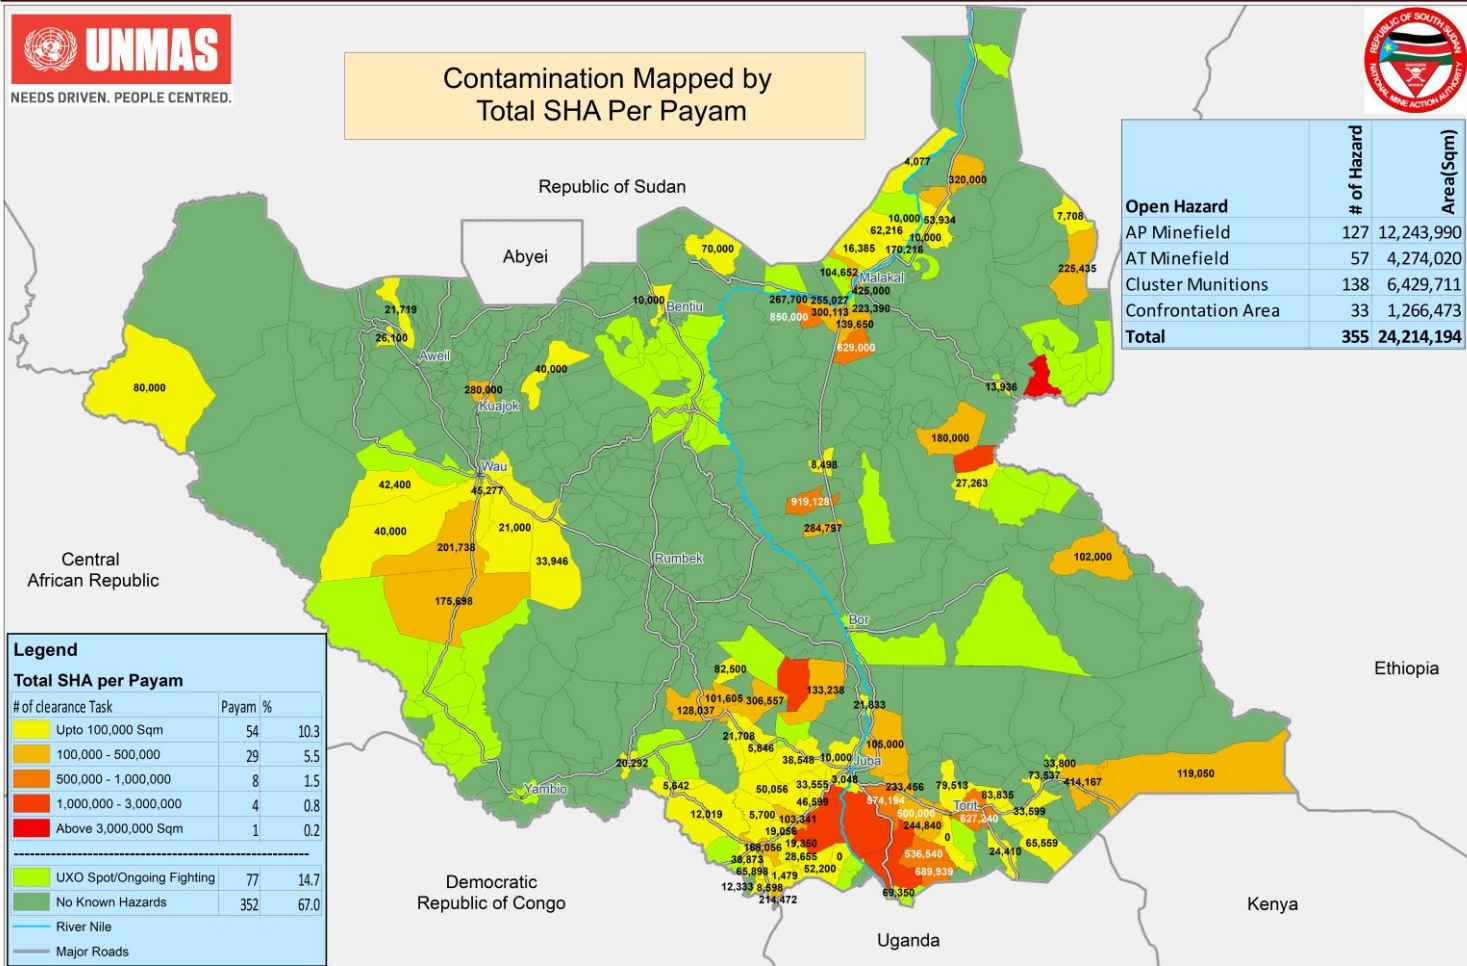 UNMAS
NEEDS DRIVEN. PEOPLE CENTRED.
Contamination Mapped by
Total SHA Per Payam
REPUBLIC OF SOUTH SUDAN
NATIONAL MINE ACTION AUTHORITY
Open Hazard # of Hazard Area(Sqm)
AP Minefield 127 12,243,990
AT Minefield 57 4,274,020
Cluster Munitions 138 6,429,711
Confrontation Area 33 1,266,473
Total 355 24,214,194
Republic of Sudan
Abyei
4,077
320,000
10,000 53,934
62,216
10,000
16,385
170,216
7,708
225,435
70,000
104,652
Malakal
425,000
267,700 255,027
850,000 300,113 223,390
139,650
629,000
10,000
Bentiu
21,719
26,100
Aweil
80,000
40,000
280,000
Kuajok
13,936
180,000
27,263
Wau
42,400
45,277
40,000
21,000
201,738
33,946
175,698
8,498
919,128
284,797
102,000
Rumbek
Central
African Republic
Bor
Ethiopia
82,500
133,238
101,605 306,557
128,037
21,833
21,708
5,846
105,000
38,548 10,000
Juba
20,292
5,642
Yambio
33,555 3,048
50,056
46,599
12,019
5,700
103,341
19,056
19,350
168,056
38,873 28,655
65,898
52,200
0
1,479
12,333 8,598
214,472
233,456
574,194
500,000
244,840
0
536,540
689,939
69,350
79,513
Torit
627,240
83,835
73,537
33,800
414,167
33,599
24,410
65,559
119,050
Democratic
Republic of Congo
Uganda
Kenya
Legend
Total SHA per Payam
# of clearance Task Payam %
Upto 100,000 Sqm 54 10.3
100,000 - 500,000 29 5.5
500,000 - 1,000,000 8 1.5
1,000,000 - 3,000,000 4 0.8
Above 3,000,000 Sqm 1 0.2
UXO Spot/Ongoing Fighting 77 14.7
No Known Hazards 352 67.0
River Nile
Major Roads